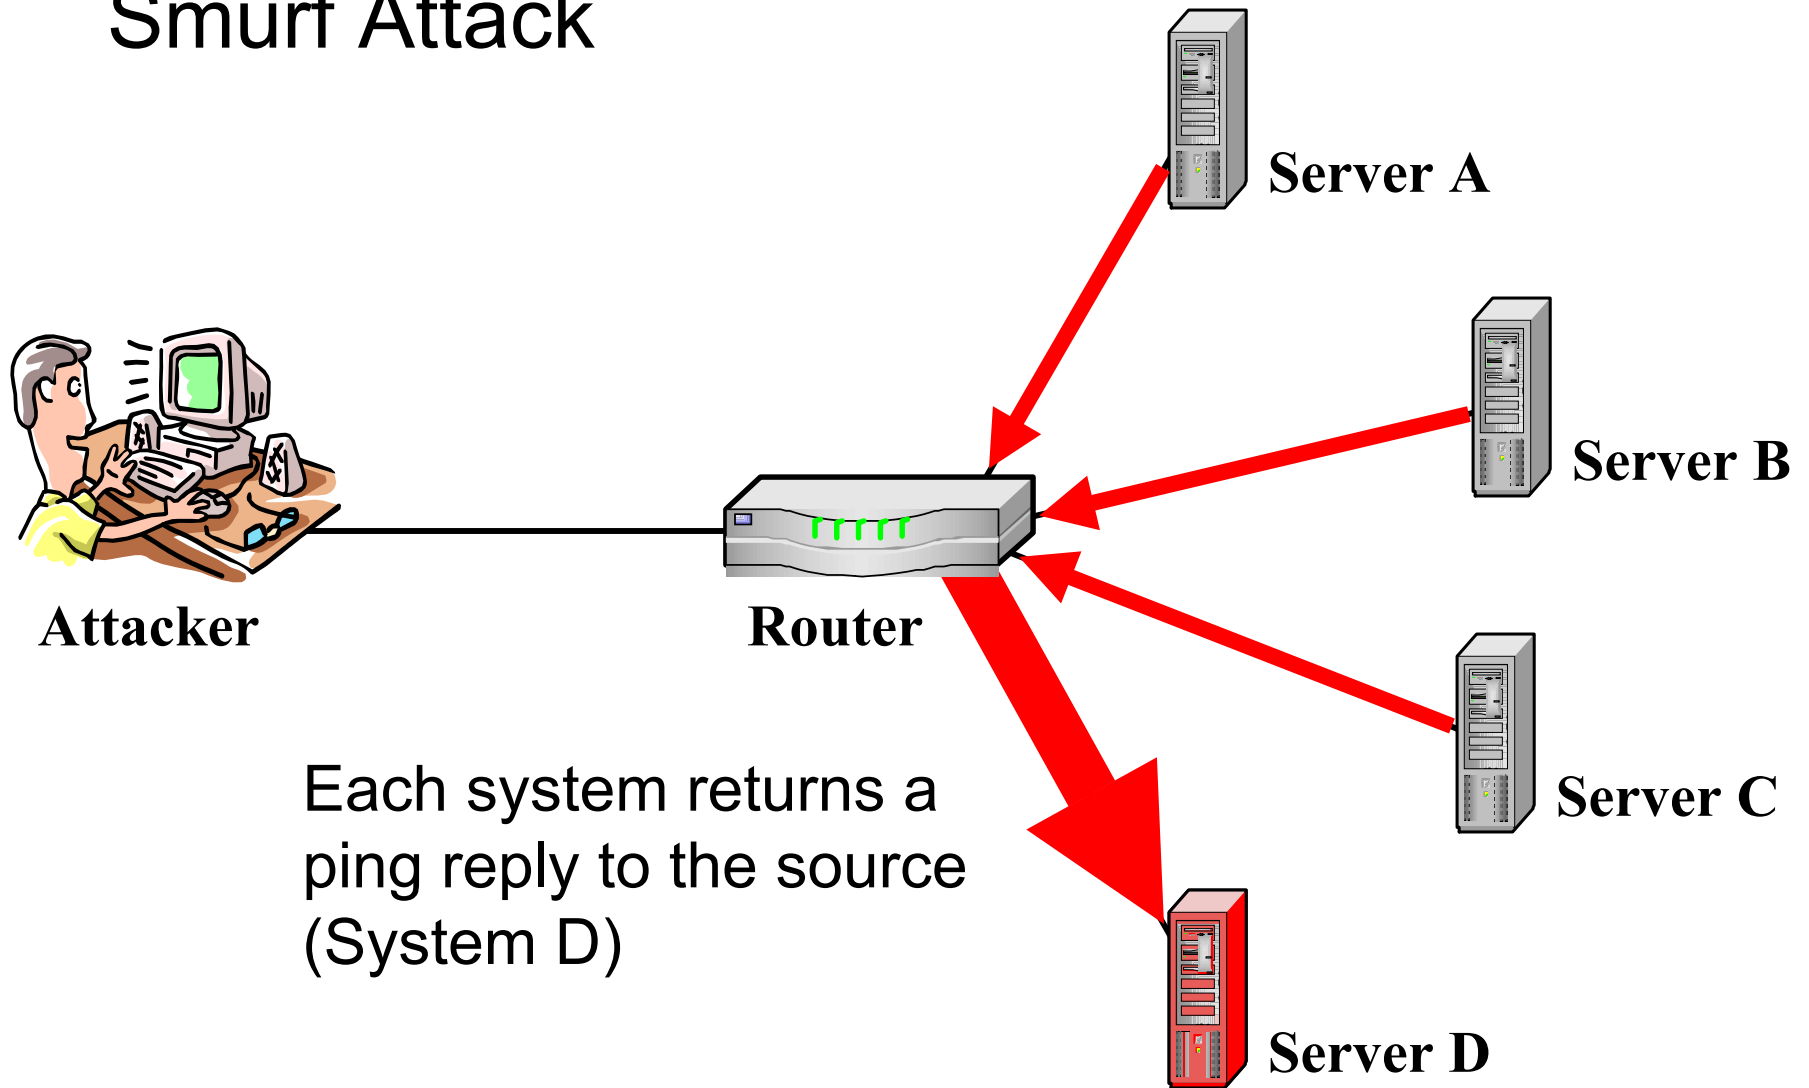 Smurf Attack
Server A
Server B
Attacker
Router
Server C
Each system returns a
ping reply to the source
(System D)
Server D